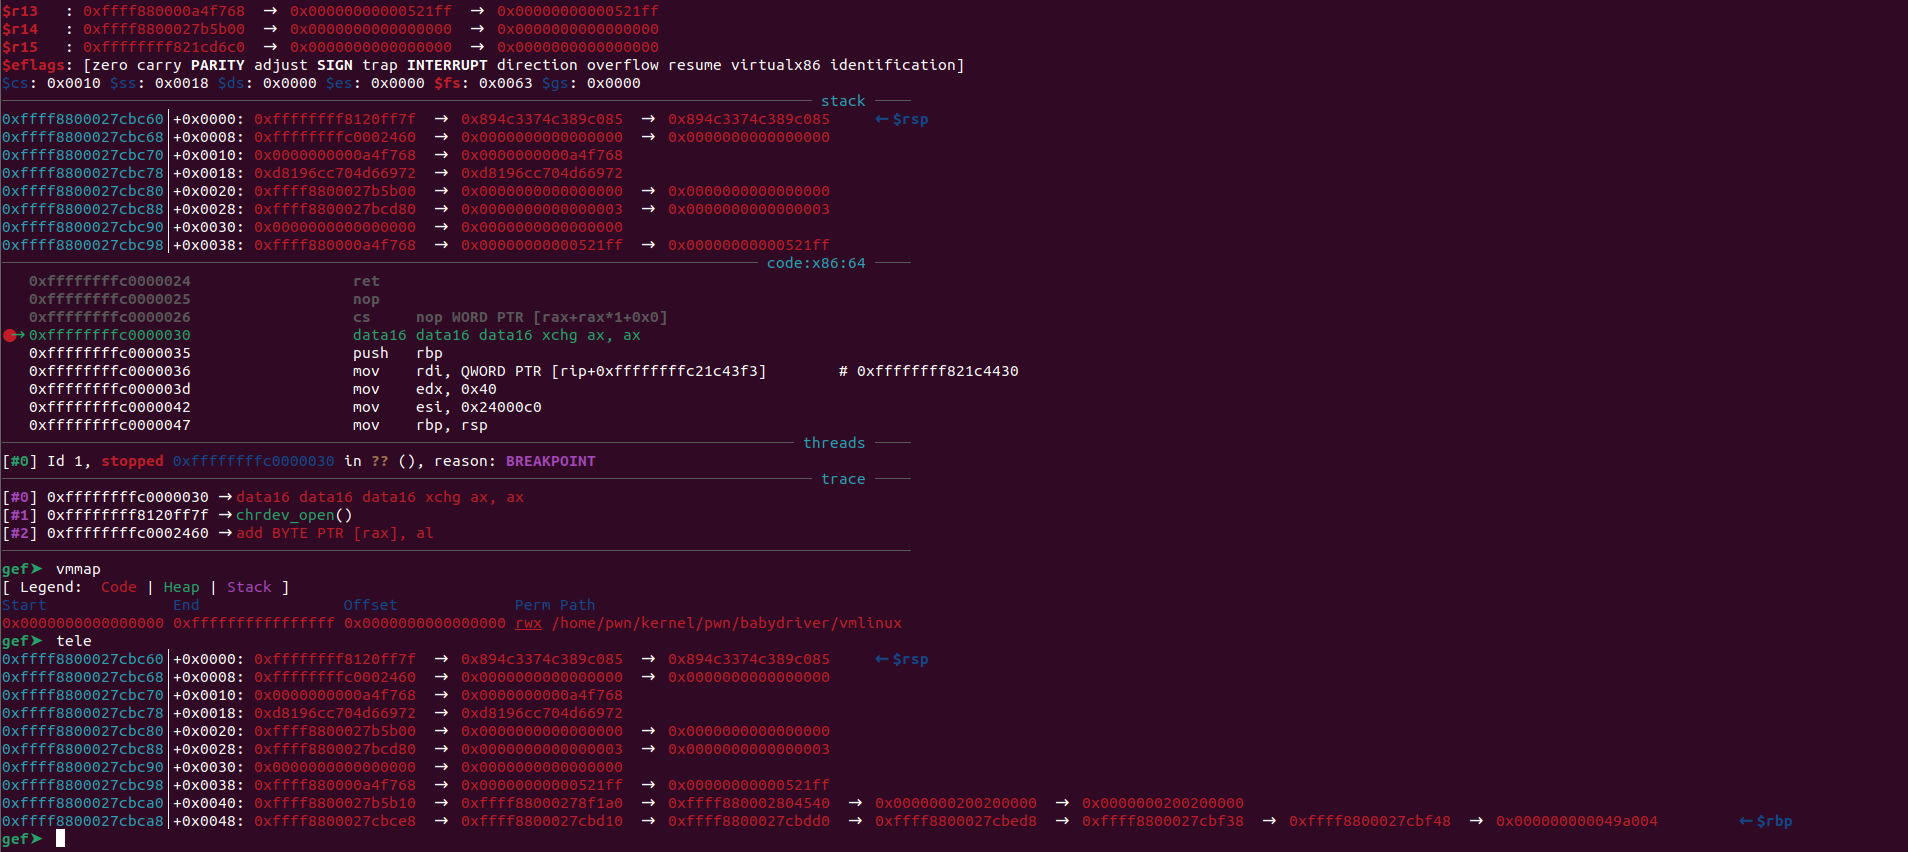 $r13   : 0xffff880000a4f768  →  0x00000000000521ff  →  0x00000000000521ff
$r14   : 0xffff8800027b5b00  →  0x0000000000000000  →  0x0000000000000000
$r15   : 0xffffffff821cd6c0  →  0x0000000000000000  →  0x0000000000000000
$eflags: [zero carry PARITY adjust SIGN trap INTERRUPT direction overflow resume virtualx86 identification]
$cs: 0x0010 $ss: 0x0018 $ds: 0x0000 $es: 0x0000 $fs: 0x0063 $gs: 0x0000
stack
0xffff8800027cbc60│+0x0000: 0xffffffff8120ff7f  →  0x894c3374c389c085  →  0x894c3374c389c085     ←$rsp
0xffff8800027cbc68│+0x0008: 0xffffffffc0002460  →  0x0000000000000000  →  0x0000000000000000
0xffff8800027cbc70│+0x0010: 0x0000000000a4f768  →  0x0000000000a4f768
0xffff8800027cbc78│+0x0018: 0xd8196cc704d66972  →  0xd8196cc704d66972
0xffff8800027cbc80│+0x0020: 0xffff8800027b5b00  →  0x0000000000000000  →  0x0000000000000000
0xffff8800027cbc88│+0x0028: 0xffff8800027bcd80  →  0x0000000000000003  →  0x0000000000000003
0xffff8800027cbc90│+0x0030: 0x0000000000000000  →  0x0000000000000000
0xffff8800027cbc98│+0x0038: 0xffff880000a4f768  →  0x00000000000521ff  →  0x00000000000521ff
code:x86:64
0xffffffffc0000024                  ret
0xffffffffc0000025                  nop
0xffffffffc0000026                  cs     nop WORD PTR [rax+rax*1+0x0]
●→0xffffffffc0000030                  data16 data16 data16 xchg ax, ax
0xffffffffc0000035                  push   rbp
0xffffffffc0000036                  mov    rdi, QWORD PTR [rip+0xffffffffc21c43f3]        # 0xffffffff821c4430
0xffffffffc000003d                  mov    edx, 0x40
0xffffffffc0000042                  mov    esi, 0x24000c0
0xffffffffc0000047                  mov    rbp, rsp
threads
[#0] Id 1, stopped 0xffffffffc0000030 in ?? (), reason: BREAKPOINT
trace
[#0] 0xffffffffc0000030 →data16 data16 data16 xchg ax, ax
[#1] 0xffffffff8120ff7f →chrdev_open()
[#2] 0xffffffffc0002460 →add BYTE PTR [rax], al
gef➤  vmmap
[ Legend:  Code | Heap | Stack ]
Start              End                Offset             Perm Path
0x0000000000000000 0xffffffffffffffff 0x0000000000000000 rwx /home/pwn/kernel/pwn/babydriver/vmlinux
gef➤  tele
0xffff8800027cbc60│+0x0000: 0xffffffff8120ff7f  →  0x894c3374c389c085  →  0x894c3374c389c085     ←$rsp
0xffff8800027cbc68│+0x0008: 0xffffffffc0002460  →  0x0000000000000000  →  0x0000000000000000
0xffff8800027cbc70│+0x0010: 0x0000000000a4f768  →  0x0000000000a4f768
0xffff8800027cbc78│+0x0018: 0xd8196cc704d66972  →  0xd8196cc704d66972
0xffff8800027cbc80│+0x0020: 0xffff8800027b5b00  →  0x0000000000000000  →  0x0000000000000000
0xffff8800027cbc88│+0x0028: 0xffff8800027bcd80  →  0x0000000000000003  →  0x0000000000000003
0xffff8800027cbc90│+0x0030: 0x0000000000000000  →  0x0000000000000000
0xffff8800027cbc98│+0x0038: 0xffff880000a4f768  →  0x00000000000521ff  →  0x00000000000521ff
0xffff8800027cbca0│+0x0040: 0xffff8800027b5b10  →  0xffff88000278f1a0  →  0xffff880002804540  →  0x0000000200200000  →  0x0000000200200000
0xffff8800027cbca8│+0x0048: 0xffff8800027cbce8  →  0xffff8800027cbd10  →  0xffff8800027cbdd0  →  0xffff8800027cbed8  →  0xffff8800027cbf38  →  0xffff8800027cbf48  →  0x000000000049a004         ←$rbp
gef➤